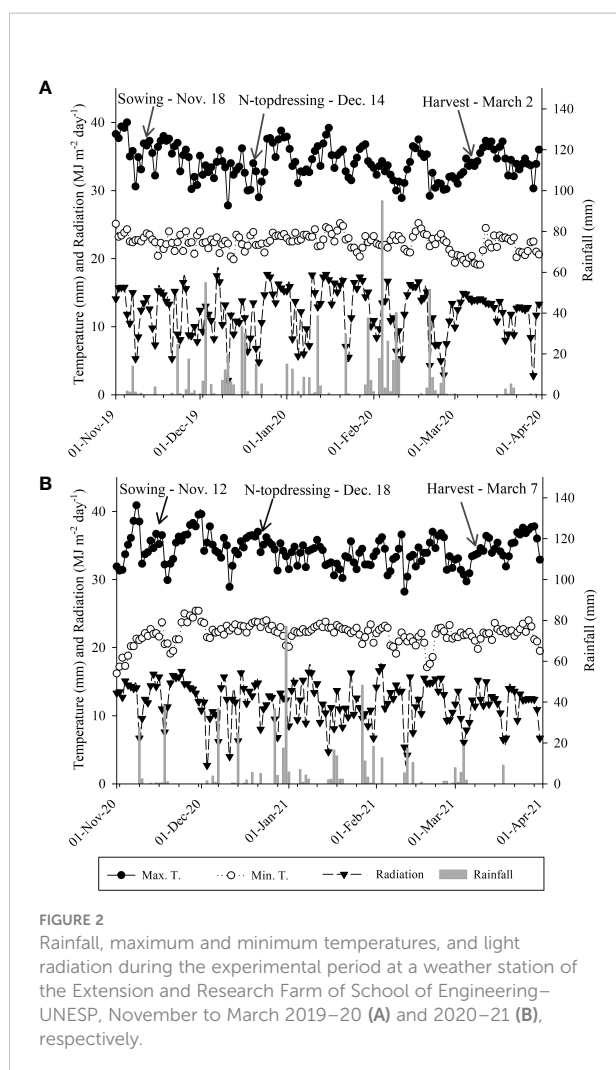 A
Sowing - Nov. 18
N-topdressing - Dec. 14
Harvest - March 2
Temperature (mm) and Radiation (MJ m-2 day-1)
40
30
20
10
0
140
120
100
80
60
40
20
0
Rainfall (mm)
01-Nov-19
01-Dec-19
01-Jan-20
01-Feb-20
01-Mar-20
01-Apr-20
B
Sowing - Nov. 12
N-topdressing - Dec. 18
Harvest - March 7
Temperature (mm) and Radiation (MJ m-2 day-1)
40
30
20
10
0
140
120
100
80
60
40
20
0
Rainfall (mm)
01-Nov-20
01-Dec-20
01-Jan-21
01-Feb-21
01-Mar-21
01-Apr-21
Max. T.
Min. T.
Radiation
Rainfall
FIGURE 2
Rainfall, maximum and minimum temperatures, and light
radiation during the experimental period at a weather station of
the Extension and Research Farm of School of Engineering–
UNESP, November to March 2019–20 (A) and 2020–21 (B),
respectively.